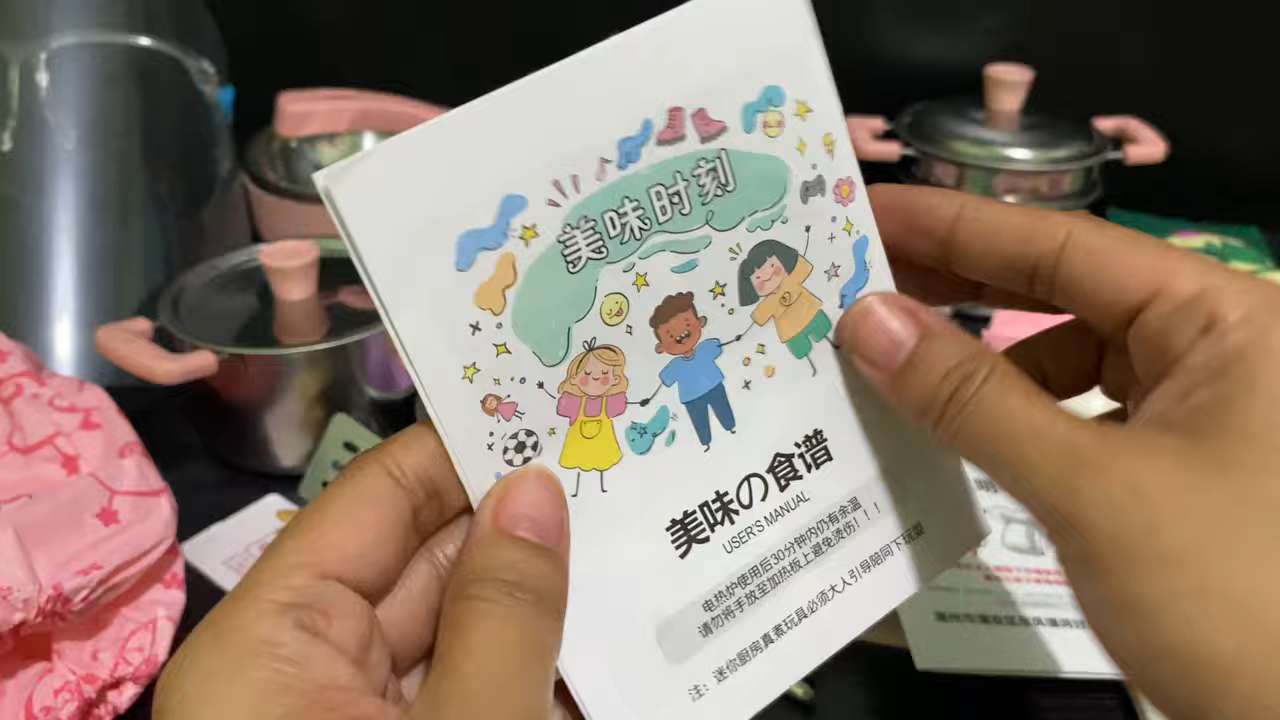 美味时刻
美味の食谱
USER'S MANUAL
电热炉使用后30分钟内仍有余温
请勿将手放至加热板上避免烫伤！！！
注：迷你厨房真煮玩具必须大人引导陪同下玩耍